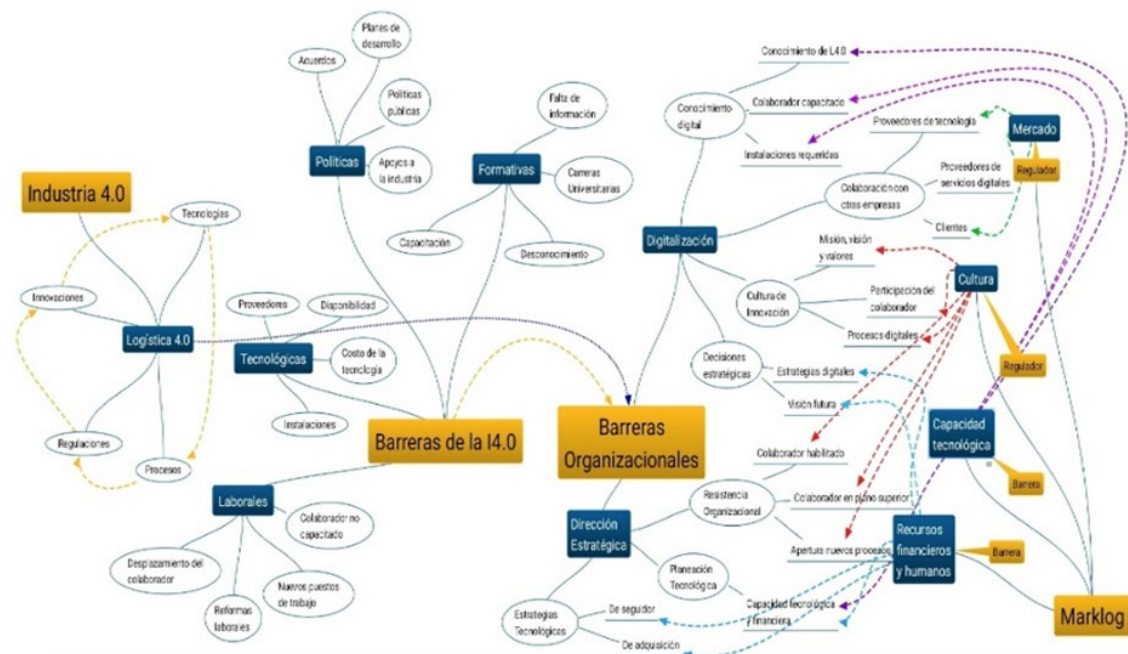 Industria 4.0
Tecnologías
Innovaciones
Logística 4.0
Regulaciones
Procesos
Planes de
desarrollo
Acuerdos
Políticas
públicas
Políticas
Apoyos a
la industria
Falta de
información
Formativas
Carreras
Universitarias
Capacitación
Desconocimiento
Proveedores
Disponibilidad
Tecnológicas
Costo de la
tecnología
Instalaciones
Barreras de la I4.0
Laborales
Colaborador no
capacitado
Desplazamiento del
colaborador
Nuevos puestos
de trabajo
Reformas
laborales
Barreras
Organizacionales
Digitalización
Conocimiento
digital
Conocimiento de L4.0
Colaborador capacitado
Instalaciones requeridas
Colaboración con
otras empresas
Proveedores de tecnología
Proveedores de
servicios digitales
Clientes
Cultura de
Innovación
Misión, visión
y valores
Participación del
colaborador
Procesos digitales
Decisiones
estratégicas
Estrategias digitales
Visión futura
Dirección
Estratégica
Resistencia
Organizacional
Colaborador habilitado
Colaborador en plano superior
Apertura nuevos procesos
Planeación
Tecnológica
Capacidad tecnológica
y financiera
Estrategias
Tecnológicas
De seguidor
De adquisición
Mercado
Regulador
Cultura
Regulador
Capacidad
tecnológica
Barrera
Recursos
financieros
y humanos
Barrera
Marklog